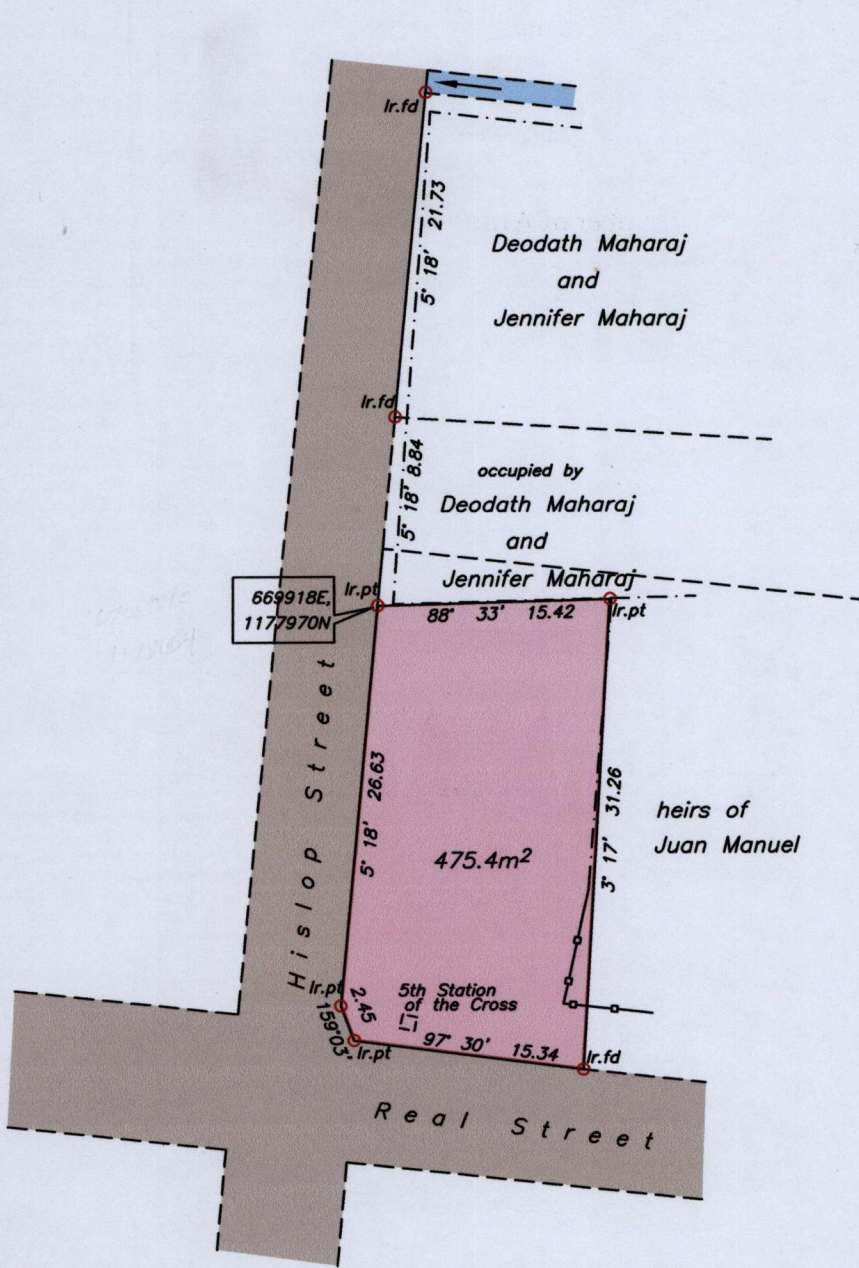 Ir.fd
5° 18' 21.73
Deodath Maharaj
and
Jennifer Maharaj
Ir.fd
5° 18' 8.84
occupied by
Deodath Maharaj
and
Jennifer Maharaj
669918E,
1177970N
Ir.pt
88° 33' 15.42
Ir.pt
Hislop Street
5° 18' 26.63
475.4m²
3° 17' 31.26
heirs of
Juan Manuel
Ir.pt
2.45
159°03'
5th Station
of the Cross
Ir.pt
97° 30' 15.34
Ir.fd
Real Street